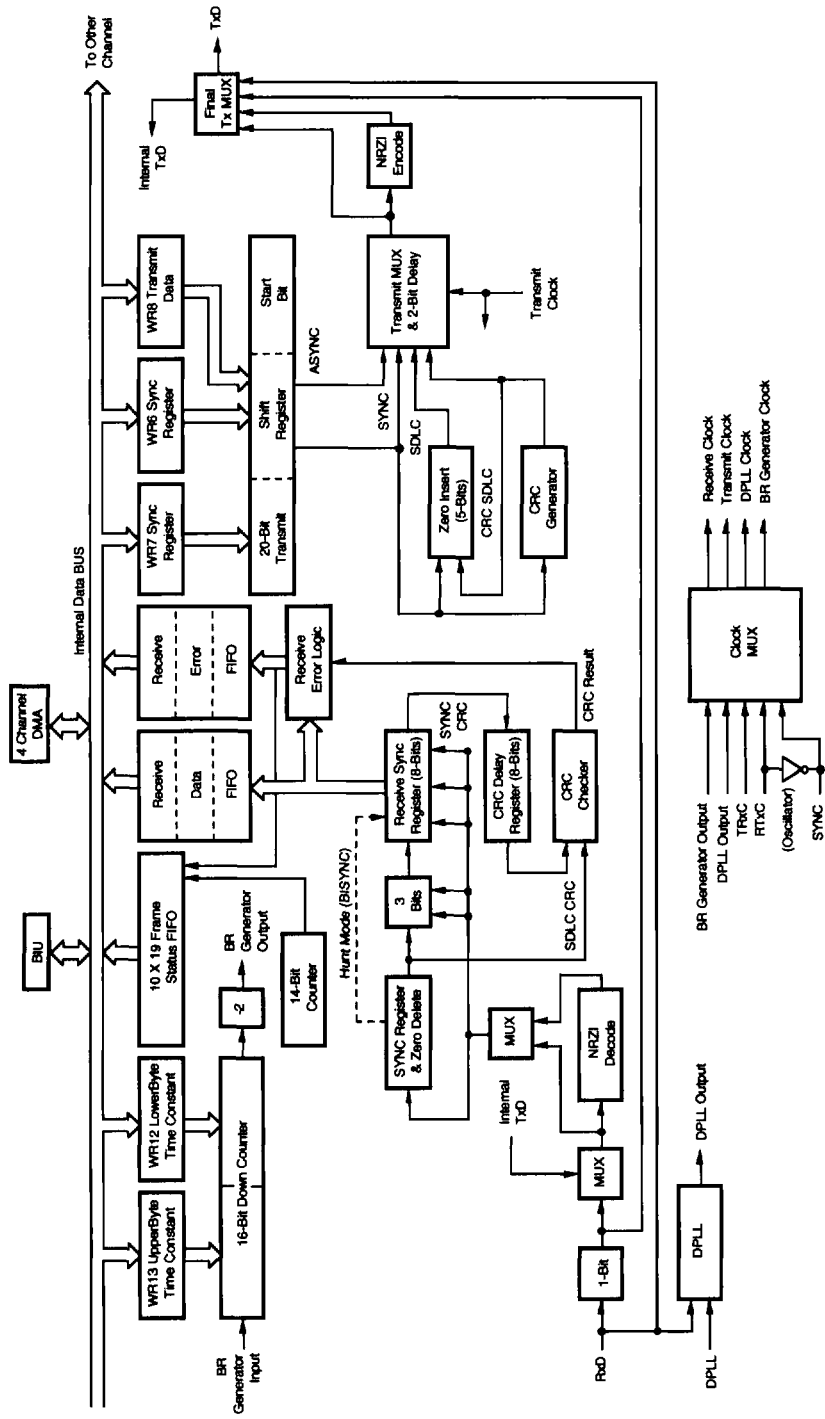 4 Channel
DMA
BIU
Internal Data BUS
To Other
Channel
WR13 UpperByte
Time Constant
WR12 LowerByte
Time Constant
10 X 19 Frame
Status FIFO
Receive
Data
FIFO
Receive
Error
FIFO
WR7 Sync
Register
WR6 Sync
Register
WR8 Transmit
Data
BR
Generator
Input
16-Bit Down Counter
-2
BR
Generator
Output
14-Bit
Counter
Receive
Error Logic
20-Bit
Transmit
Shift
Register
Start
Bit
ASYNC
Internal
TxD
Final
Tx MUX
TxD
NRZI
Encode
Hunt Mode (BISYNC)
SYNC Register
& Zero Delete
3
Bits
Receive Sync
Register (8-Bits)
SYNC
CRC
CRC Delay
Register (8-Bits)
CRC
Checker
CRC Result
SDLC CRC
SYNC
SDLC
Transmit MUX
& 2-Bit Delay
Transmit
Clock
Zero Insert
(5-Bits)
CRC SDLC
CRC
Generator
Internal
TxD
MUX
NRZI
Decode
MUX
1-Bit
RxD
DPLL
DPLL
DPLL Output
BR Generator Output
DPLL Output
TRxC
RTxC
(Oscillator)
SYNC
Clock
MUX
Receive Clock
Transmit Clock
DPLL Clock
BR Generator Clock